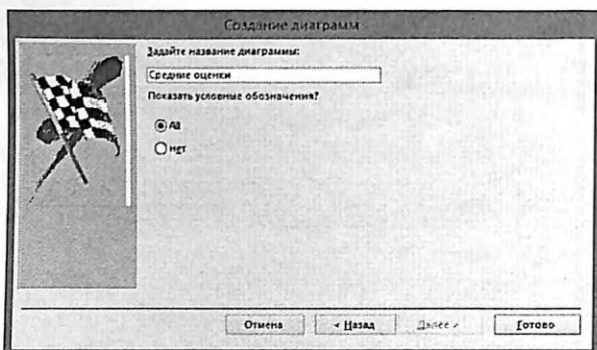 Создание диаграмм
Задайте название диаграммы:
Средние оценки
Показать условные обозначения?
да
нет
Отмена
< Назад
Далее >
Готово